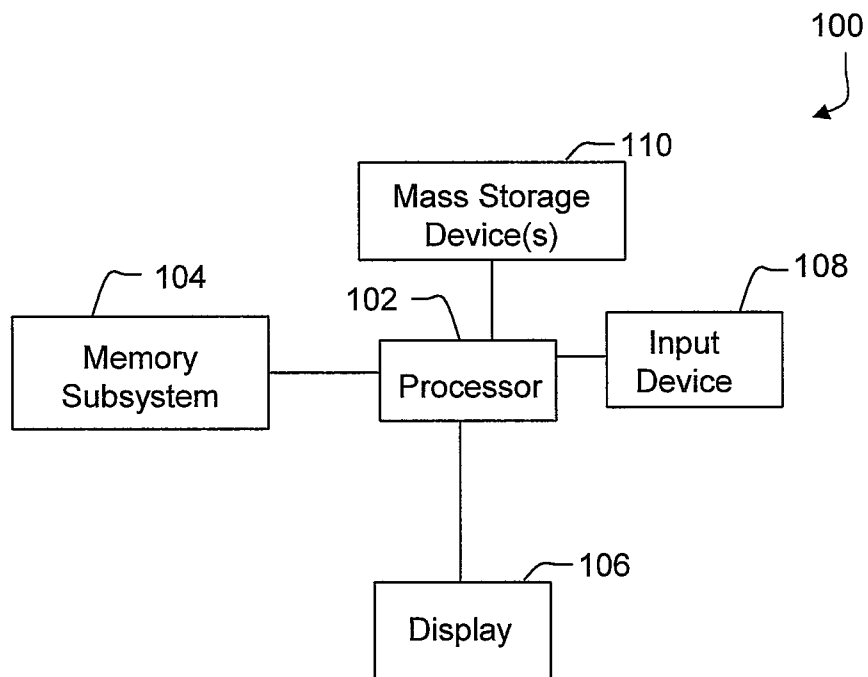 100
110
Mass Storage
Device(s)
104
102
108
Memory
Subsystem
Processor
Input
Device
106
Display